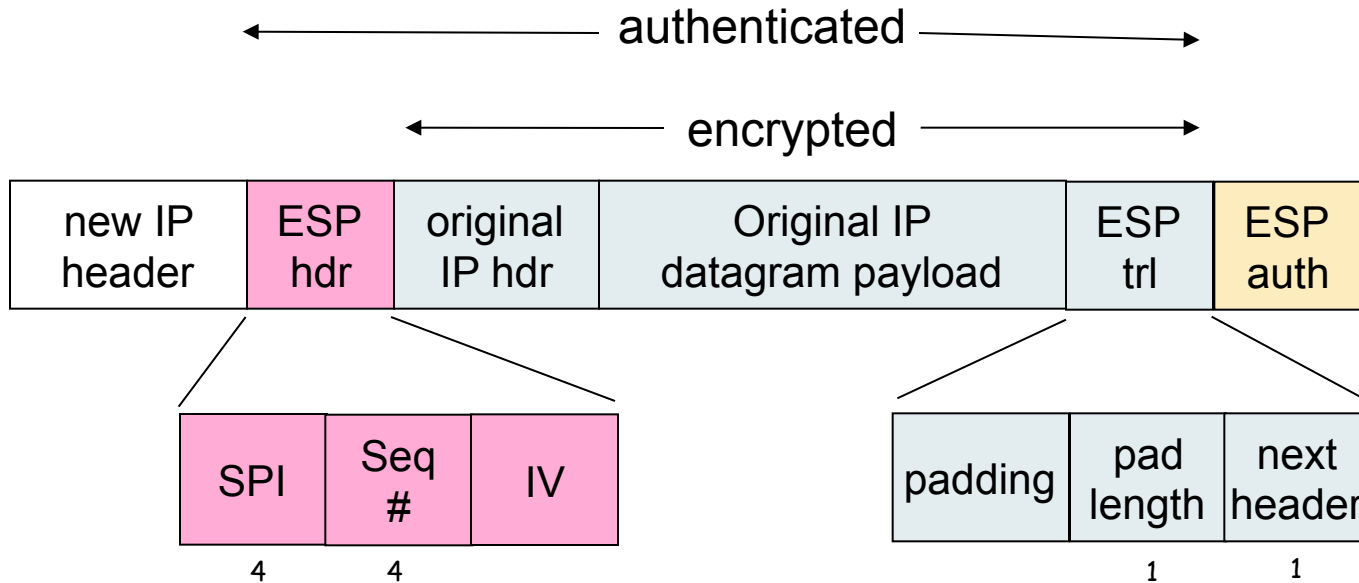 authenticated
encrypted
new IP
header
ESP
hdr
original
IP hdr
Original IP
datagram payload
ESP
trl
ESP
auth
SPI
Seq
#
IV
padding
pad
length
next
header
4
4
1
1